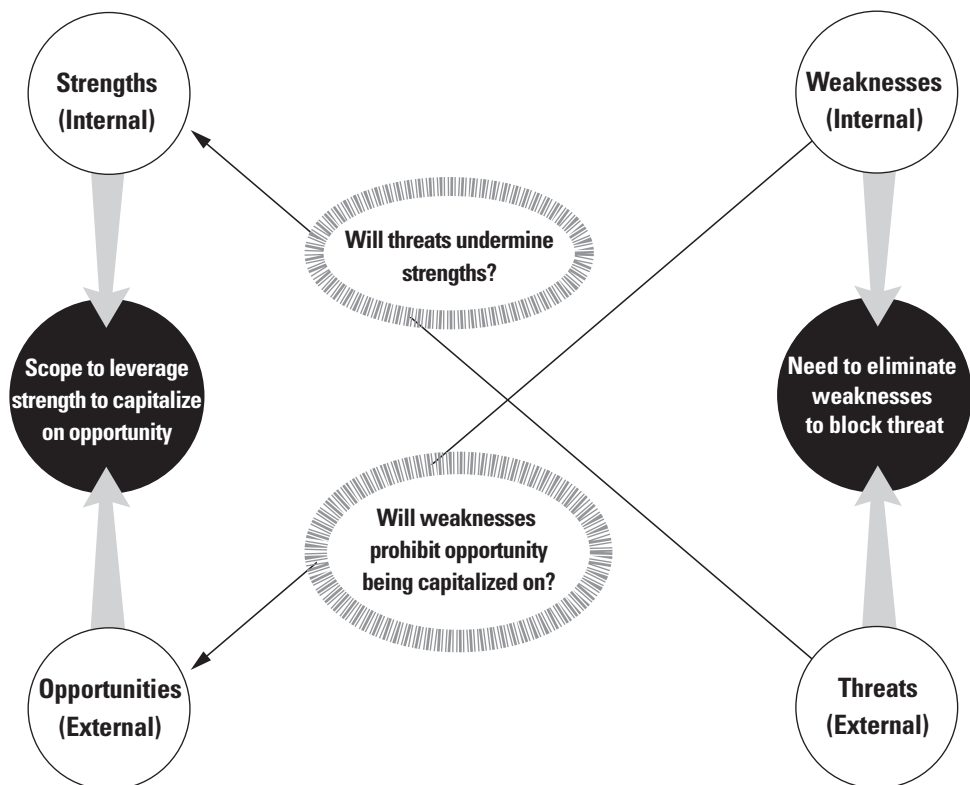 Strengths
(Internal)
Weaknesses
(Internal)
Will threats undermine
strengths?
Scope to leverage
strength to capitalize
on opportunity
Need to eliminate
weaknesses
to block threat
Will weaknesses
prohibit opportunity
being capitalized on?
Opportunities
(External)
Threats
(External)